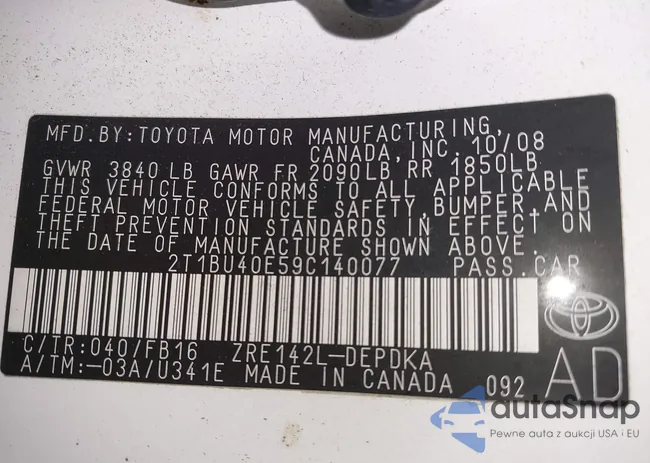 MFD.BY:TOYOTA MOTOR MANUFACTURING,
CANADA, INC. 10/08
GVWR 3840 LB GAWR FR 2090LB RR 1850LB
THIS VEHICLE CONFORMS TO ALL APPLICABLE
FEDERAL MOTOR VEHICLE SAFETY, BUMPER, AND
THEFT PREVENTION STANDARDS IN EFFECT ON
THE DATE OF MANUFACTURE SHOWN ABOVE.
2T1BU40E59C140077 PASS.CAR
C/TR:040/FB16 ZRE142L-DEPDKA
A/TM:-03A/U341E MADE IN CANADA 092 AD
autaSnap
Pewne auta z aukcji USA i EU